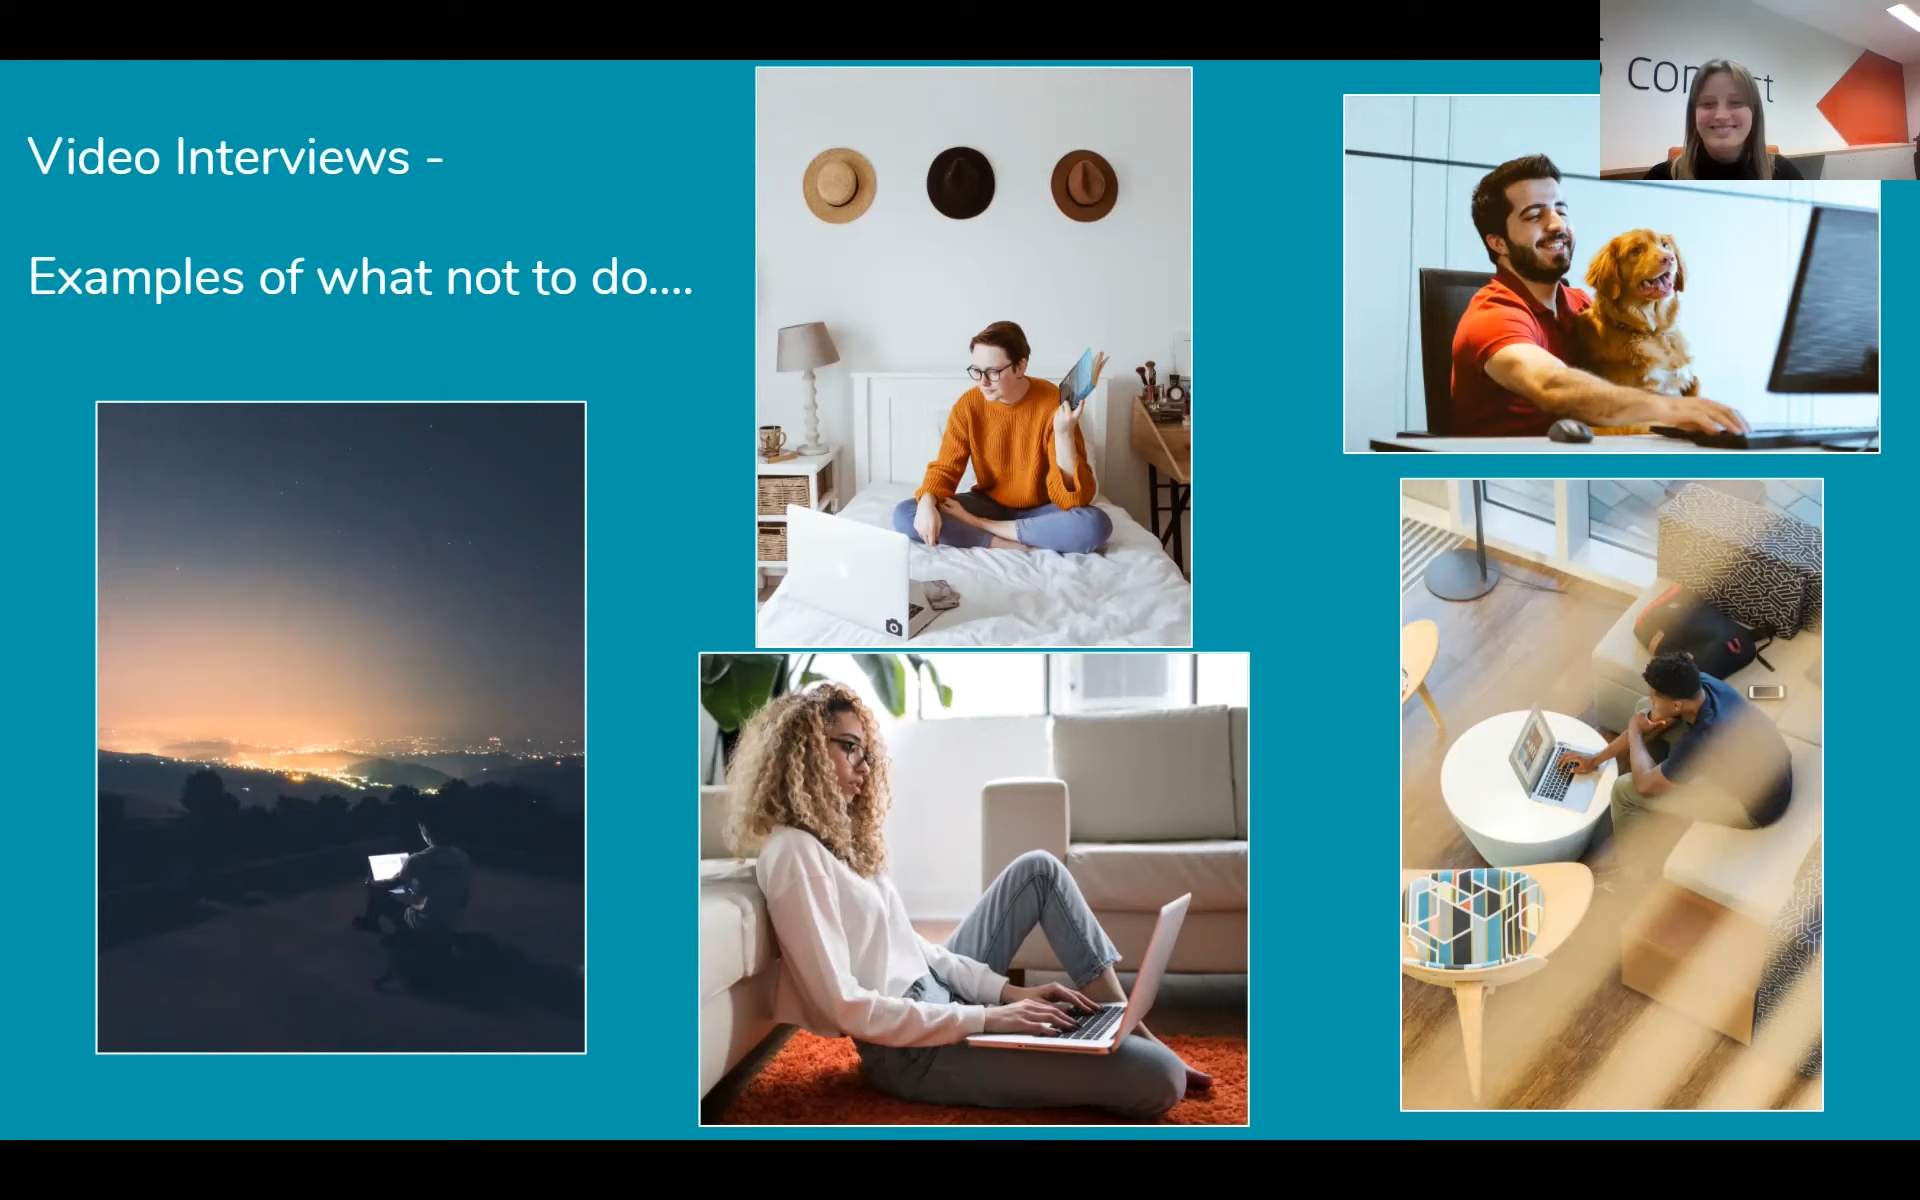 Video Interviews -
Examples of what not to do....